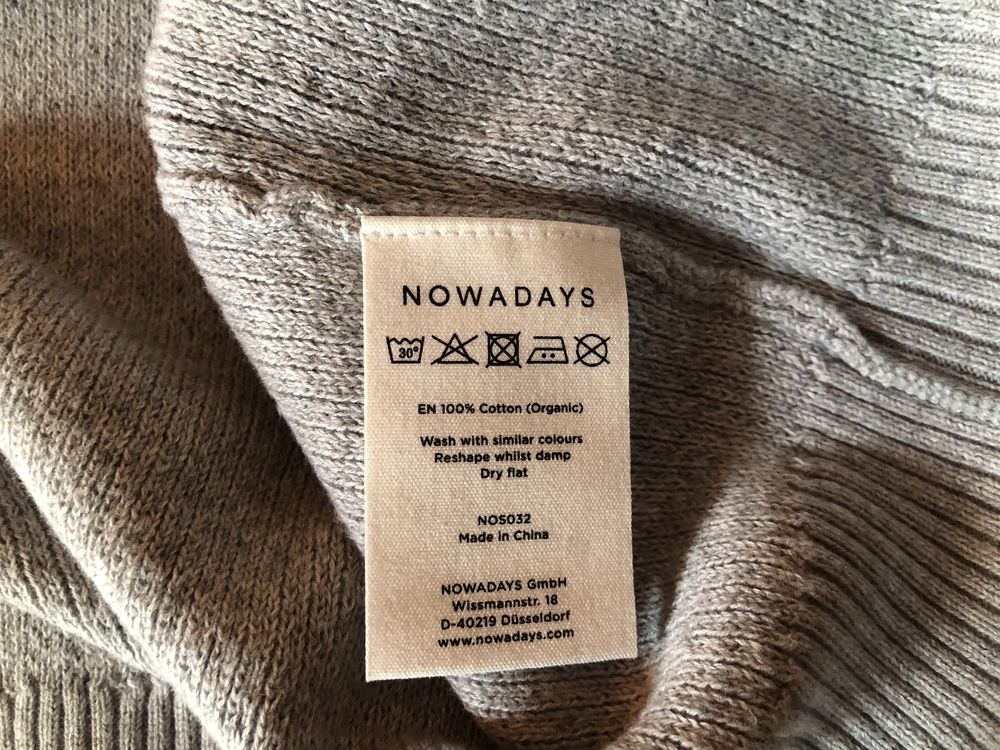 NOWADAYS
30°
EN 100% Cotton (Organic)
Wash with similar colours
Reshape whilst damp
Dry flat
NOS032
Made in China
NOWADAYS GmbH
Wissmannstr. 18
D-40219 Düsseldorf
www.nowadays.com